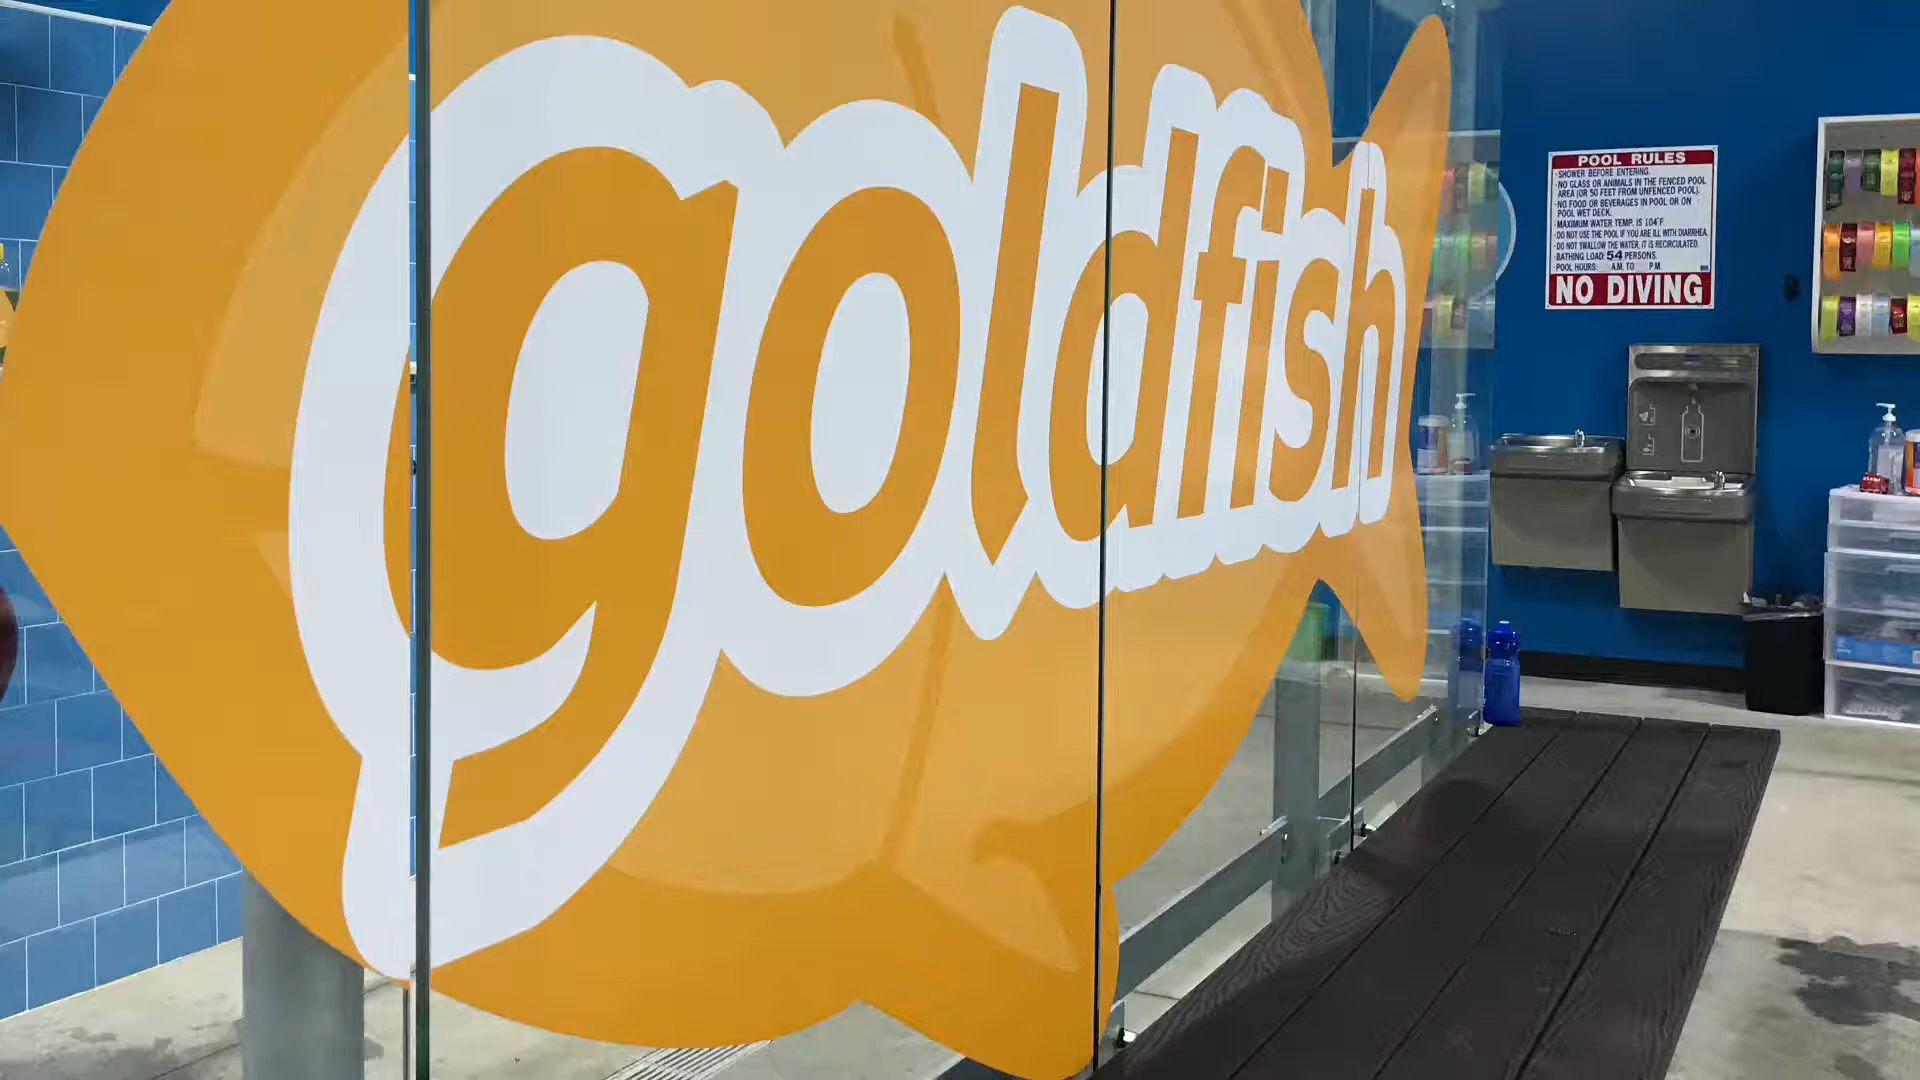 goldfish
POOL RULES
·SHOWER BEFORE ENTERING.
·NO GLASS OR ANIMALS IN THE FENCED POOL
AREA (OR 50 FEET FROM UNFENCED POOL).
·NO FOOD OR BEVERAGES IN POOL OR ON
POOL WET DECK.
·MAXIMUM WATER TEMP. IS 104°F.
·DO NOT USE THE POOL IF YOU ARE ILL WITH DIARRHEA.
·DO NOT SWALLOW THE WATER, IT IS RECIRCULATED.
·BATHING LOAD: 54 PERSONS.
·POOL HOURS: A.M. TO P.M.
NO DIVING